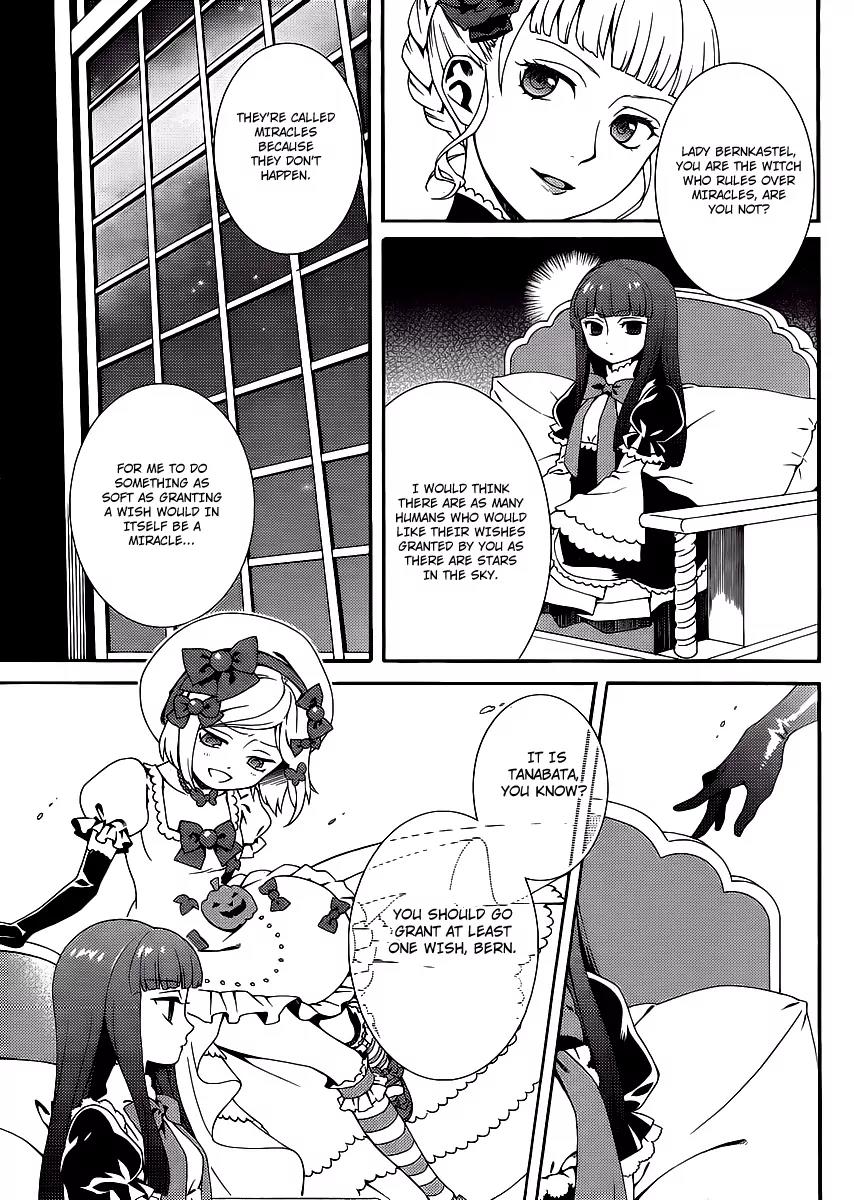 LADY BERNKASTEL,
YOU ARE THE WITCH
WHO RULES OVER
MIRACLES, ARE
YOU NOT?
I WOULD THINK
THERE ARE AS MANY
HUMANS WHO WOULD
LIKE THEIR WISHES
GRANTED BY YOU AS
THERE ARE STARS
IN THE SKY.
THEY'RE CALLED
MIRACLES
BECAUSE
THEY DON'T
HAPPEN.
FOR ME TO DO
SOMETHING AS
SOFT AS GRANTING
A WISH WOULD IN
ITSELF BE A
MIRACLE...
IT IS
TANABATA,
YOU KNOW?
YOU SHOULD GO
GRANT AT LEAST
ONE WISH, BERN.